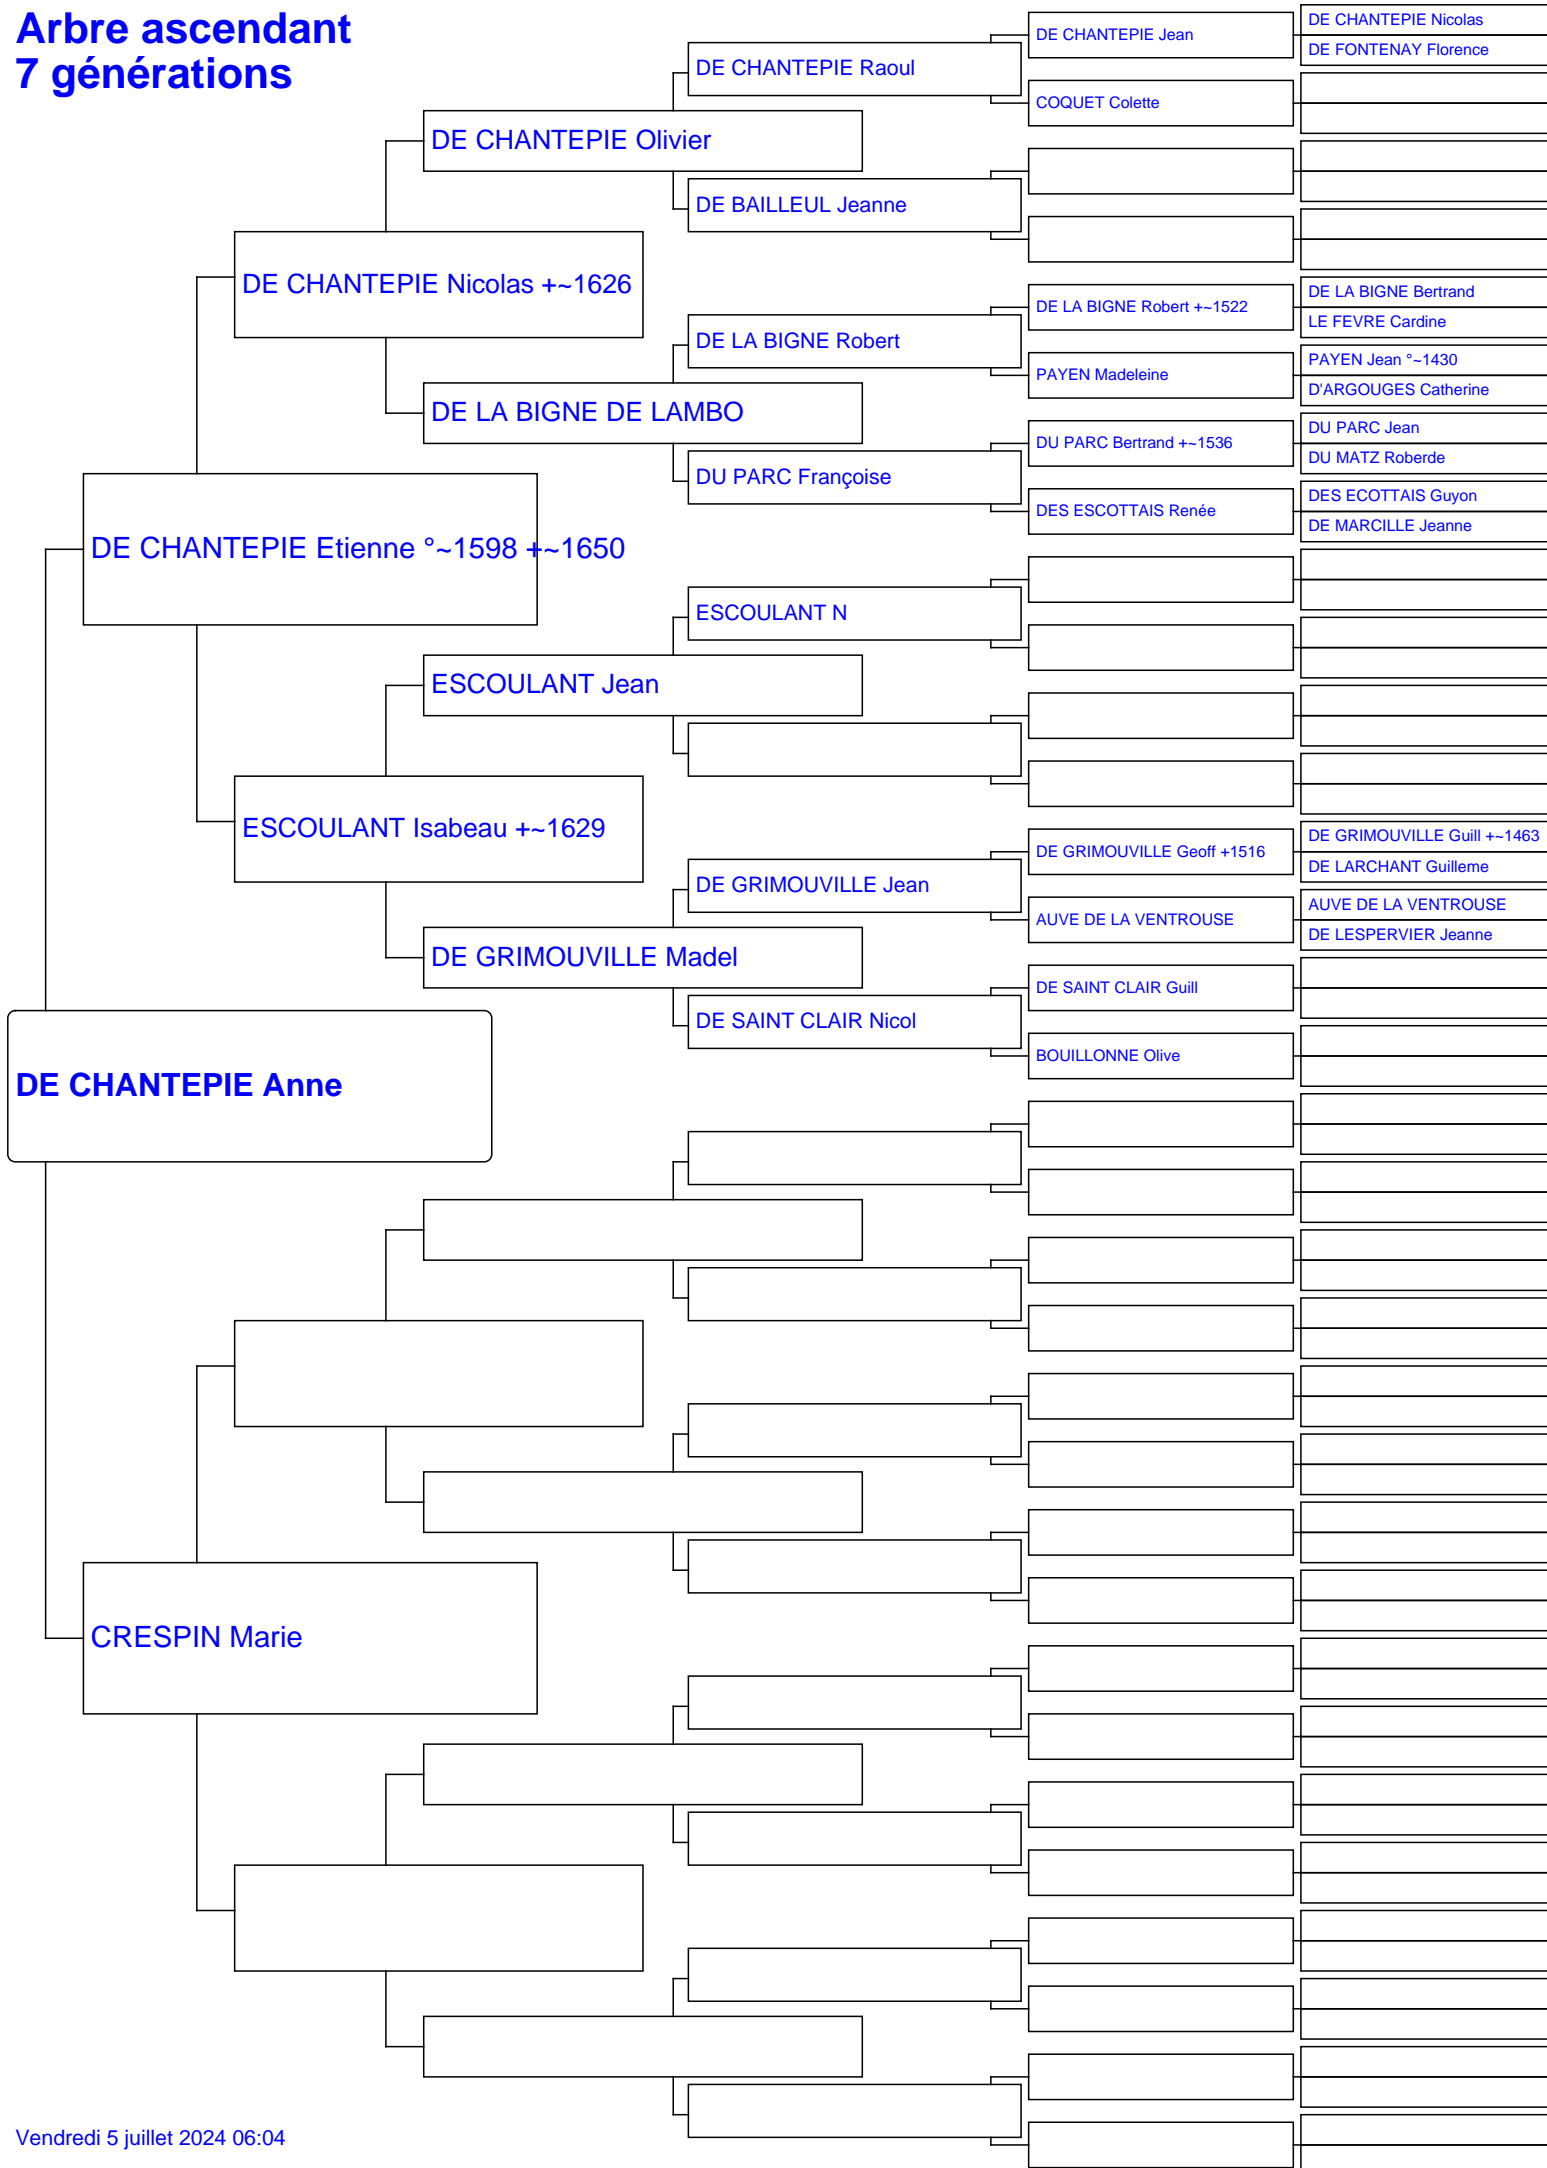 Arbre ascendant
7 générations
DE CHANTEPIE Nicolas
DE CHANTEPIE Jean
DE FONTENAY Florence
DE CHANTEPIE Raoul
COQUET Colette
DE CHANTEPIE Olivier
DE BAILLEUL Jeanne
DE CHANTEPIE Nicolas +~1626
DE LA BIGNE Bertrand
DE LA BIGNE Robert +~1522
LE FEVRE Cardine
DE LA BIGNE Robert
PAYEN Jean °~1430
PAYEN Madeleine
D'ARGOUGES Catherine
DE LA BIGNE DE LAMBO
DU PARC Jean
DU PARC Bertrand +~1536
DU MATZ Roberde
DU PARC Françoise
DES ECOTTAIS Guyon
DES ESCOTTAIS Renée
DE MARCILLE Jeanne
DE CHANTEPIE Etienne °~1598 +~1650
ESCOULANT N
ESCOULANT Jean
ESCOULANT Isabeau +~1629
DE GRIMOUVILLE Guill +~1463
DE GRIMOUVILLE Geoff +1516
DE LARCHANT Guilleme
DE GRIMOUVILLE Jean
AUVE DE LA VENTROUSE
AUVE DE LA VENTROUSE
DE LESPERVIER Jeanne
DE GRIMOUVILLE Madel
DE SAINT CLAIR Guill
DE SAINT CLAIR Nicol
BOUILLONNE Olive
DE CHANTEPIE Anne
CRESPIN Marie
Vendredi 5 juillet 2024 06:04